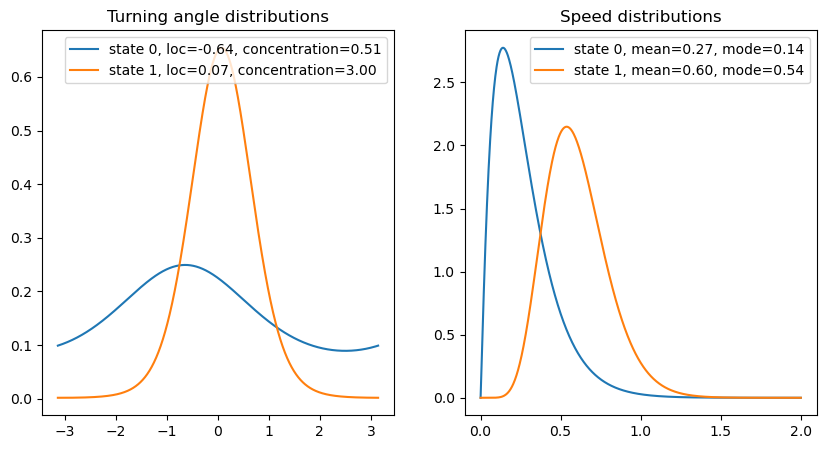 Turning angle distributions
state 0, loc=-0.64, concentration=0.51
state 1, loc=0.07, concentration=3.00
0.6
0.5
0.4
0.3
0.2
0.1
0.0
−3 −2 −1 0 1 2 3
Speed distributions
state 0, mean=0.27, mode=0.14
state 1, mean=0.60, mode=0.54
2.5
2.0
1.5
1.0
0.5
0.0
0.0 0.5 1.0 1.5 2.0